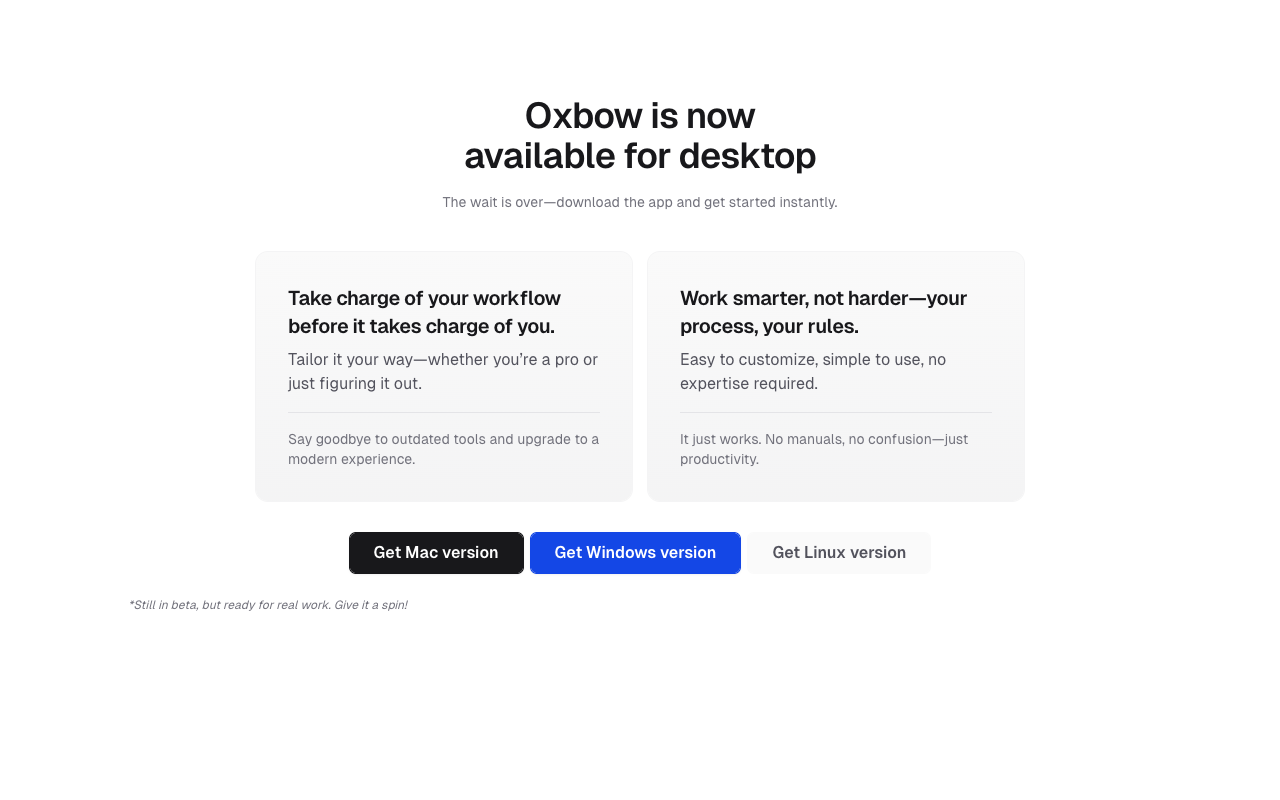 Oxbow is now
available for desktop
The wait is over—download the app and get started instantly.
Take charge of your workflow
before it takes charge of you.
Tailor it your way—whether you’re a pro or
just figuring it out.
Say goodbye to outdated tools and upgrade to a
modern experience.
Work smarter, not harder—your
process, your rules.
Easy to customize, simple to use, no
expertise required.
It just works. No manuals, no confusion—just
productivity.
Get Mac version
Get Windows version
Get Linux version
*Still in beta, but ready for real work. Give it a spin!